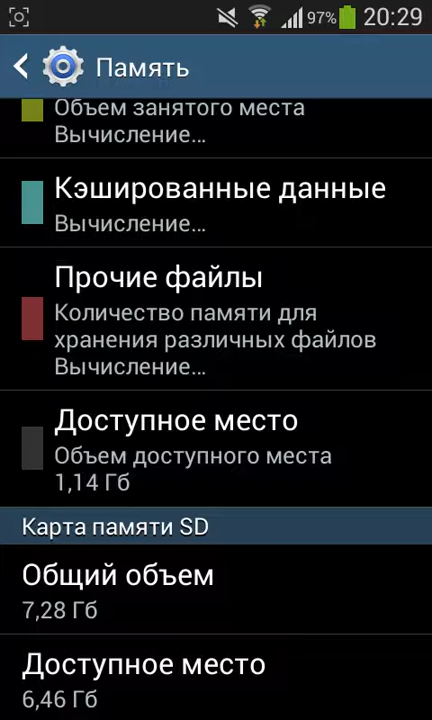 97% 20:29
Память
Объем занятого места
Вычисление...
Кэшированные данные
Вычисление...
Прочие файлы
Количество памяти для
хранения различных файлов
Вычисление...
Доступное место
Объем доступного места
1,14 Гб
Карта памяти SD
Общий объем
7,28 Гб
Доступное место
6,46 Гб